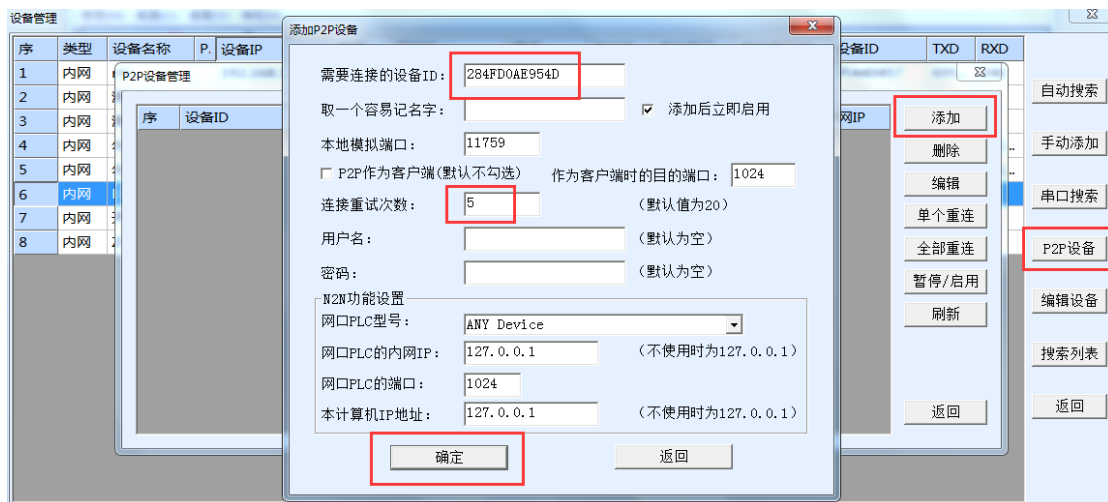 设备管理
添加P2P设备
序 类型 设备名称 P. 设备IP 设备ID TXD RXD
1 内网
2 内网
3 内网
4 内网
5 内网
6 内网
7 内网
8 内网
P2P设备管理
序 设备ID 网IP
需要连接的设备ID: 284FD0AE954D
取一个容易记名字: 添加后立即启用
本地模拟端口: 11759
P2P作为客户端(默认不勾选) 作为客户端时的目的端口: 1024
连接重试次数: 5 (默认值为20)
用户名: (默认为空)
密码: (默认为空)
N2N功能设置
网口PLC型号: ANY Device
网口PLC的内网IP: 127.0.0.1 (不使用时为127.0.0.1)
网口PLC的端口: 1024
本计算机IP地址: 127.0.0.1 (不使用时为127.0.0.1)
确定 返回
添加
删除
编辑
单个重连
全部重连
暂停/启用
刷新
返回
自动搜索
手动添加
串口搜索
P2P设备
编辑设备
搜索列表
返回